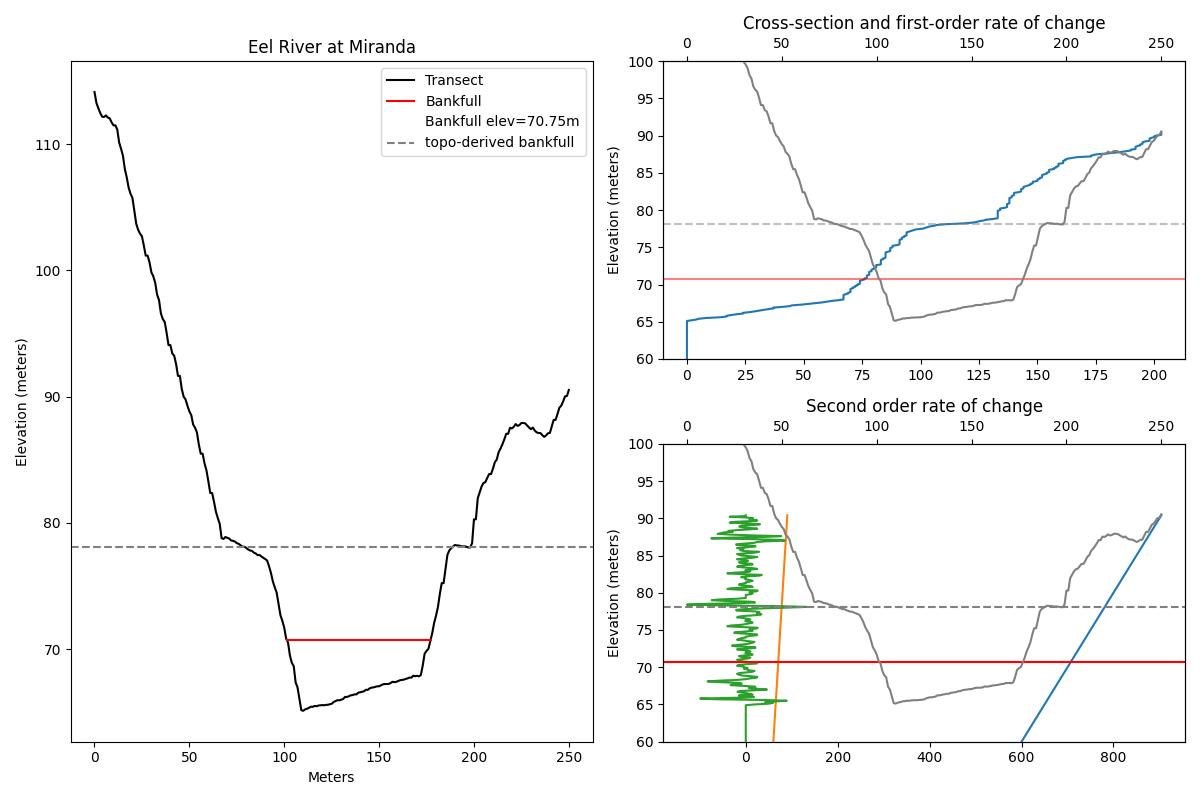 Eel River at Miranda
Transect
Bankfull
Bankfull elev=70.75m
topo-derived bankfull
110
100
90
80
70
Elevation (meters)
0 50 100 150 200 250
Meters
Cross-section and first-order rate of change
0 50 100 150 200 250
100
95
90
85
80
75
70
65
60
Elevation (meters)
0 25 50 75 100 125 150 175 200
Second order rate of change
0 50 100 150 200 250
100
95
90
85
80
75
70
65
60
Elevation (meters)
0 200 400 600 800